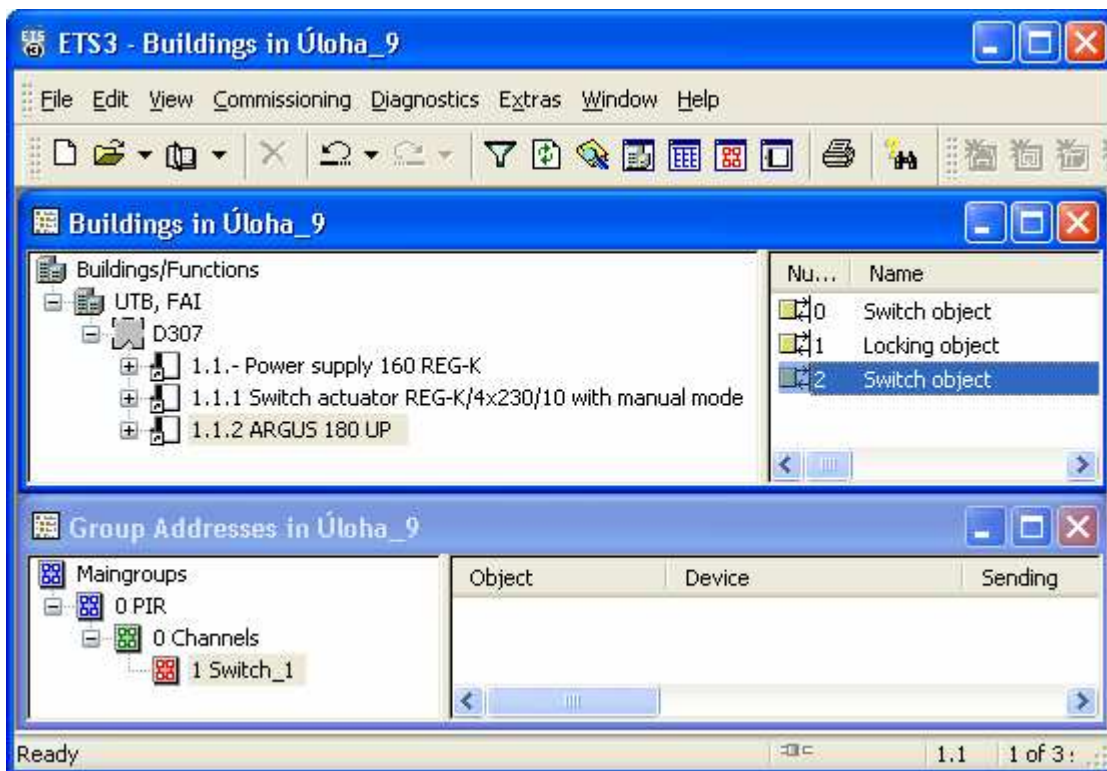 ETS3 - Buildings in Úloha_9
File Edit View Commissioning Diagnostics Extras Window Help
Buildings in Úloha_9
Buildings/Functions
UTB, FAI
D307
1.1.- Power supply 160 REG-K
1.1.1 Switch actuator REG-K/4x230/10 with manual mode
1.1.2 ARGUS 180 UP
Nu... Name
0 Switch object
1 Locking object
2 Switch object
Group Addresses in Úloha_9
Maingroups
0 PIR
0 Channels
1 Switch_1
Object Device Sending
Ready 1.1 1 of 3